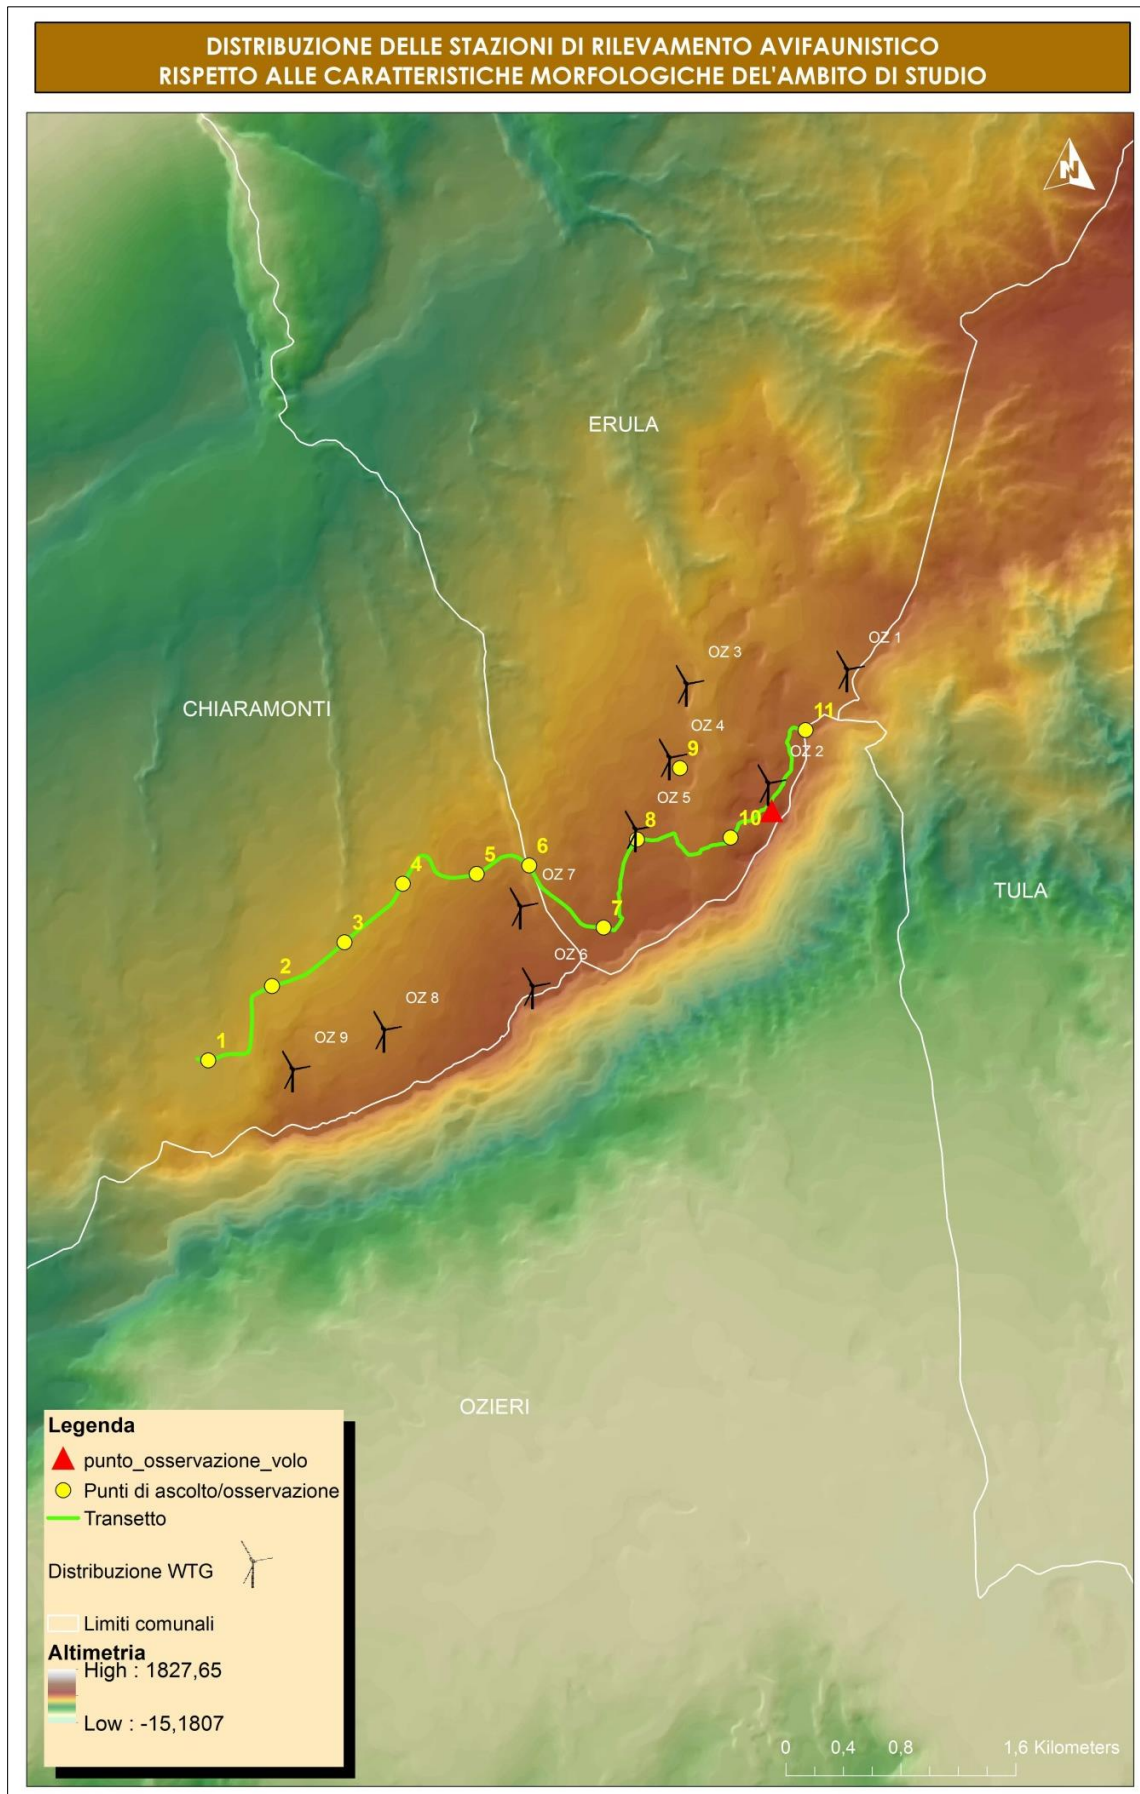 DISTRIBUZIONE DELLE STAZIONI DI RILEVAMENTO AVIFAUNISTICO
RISPETTO ALLE CARATTERISTICHE MORFOLOGICHE DEL'AMBITO DI STUDIO
N
ERULA
OZ 1
OZ 3
CHIARAMONTI
11
OZ 4
9
OZ 2
OZ 5
8
10
6
5
4
OZ 7
TULA
7
3
OZ 6
2
OZ 8
1
OZ 9
OZIERI
Legenda
punto_osservazione_volo
Punti di ascolto/osservazione
Transetto
Distribuzione WTG
Limiti comunali
Altimetria
High : 1827,65
Low : -15,1807
0 0,4 0,8 1,6 Kilometers